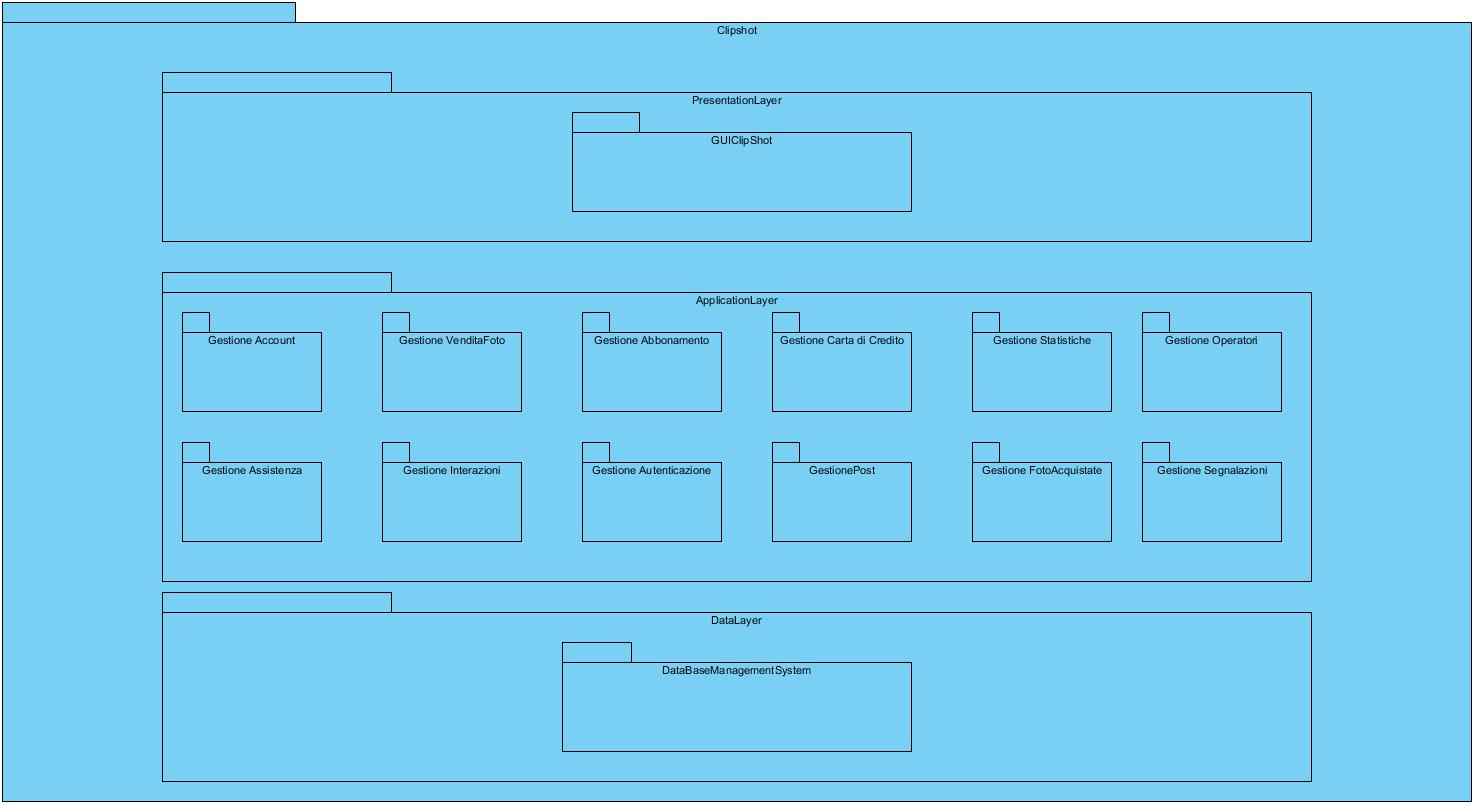 Clipshot
PresentationLayer
GUIClipShot
ApplicationLayer
Gestione Account
Gestione VenditaFoto
Gestione Abbonamento
Gestione Carta di Credito
Gestione Statistiche
Gestione Operatori
Gestione Assistenza
Gestione Interazioni
Gestione Autenticazione
GestionePost
Gestione FotoAcquistate
Gestione Segnalazioni
DataLayer
DataBaseManagementSystem